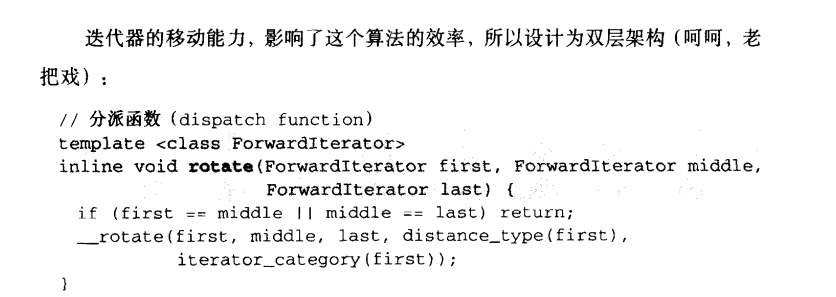 迭代器的移动能力，影响了这个算法的效率，所以设计为双层架构（呵呵，老
把戏）：
// 分派函数 (dispatch function)
template <class ForwardIterator>
inline void rotate(ForwardIterator first, ForwardIterator middle,
ForwardIterator last) {
if (first == middle || middle == last) return;
__rotate(first, middle, last, distance_type(first),
iterator_category(first));
}